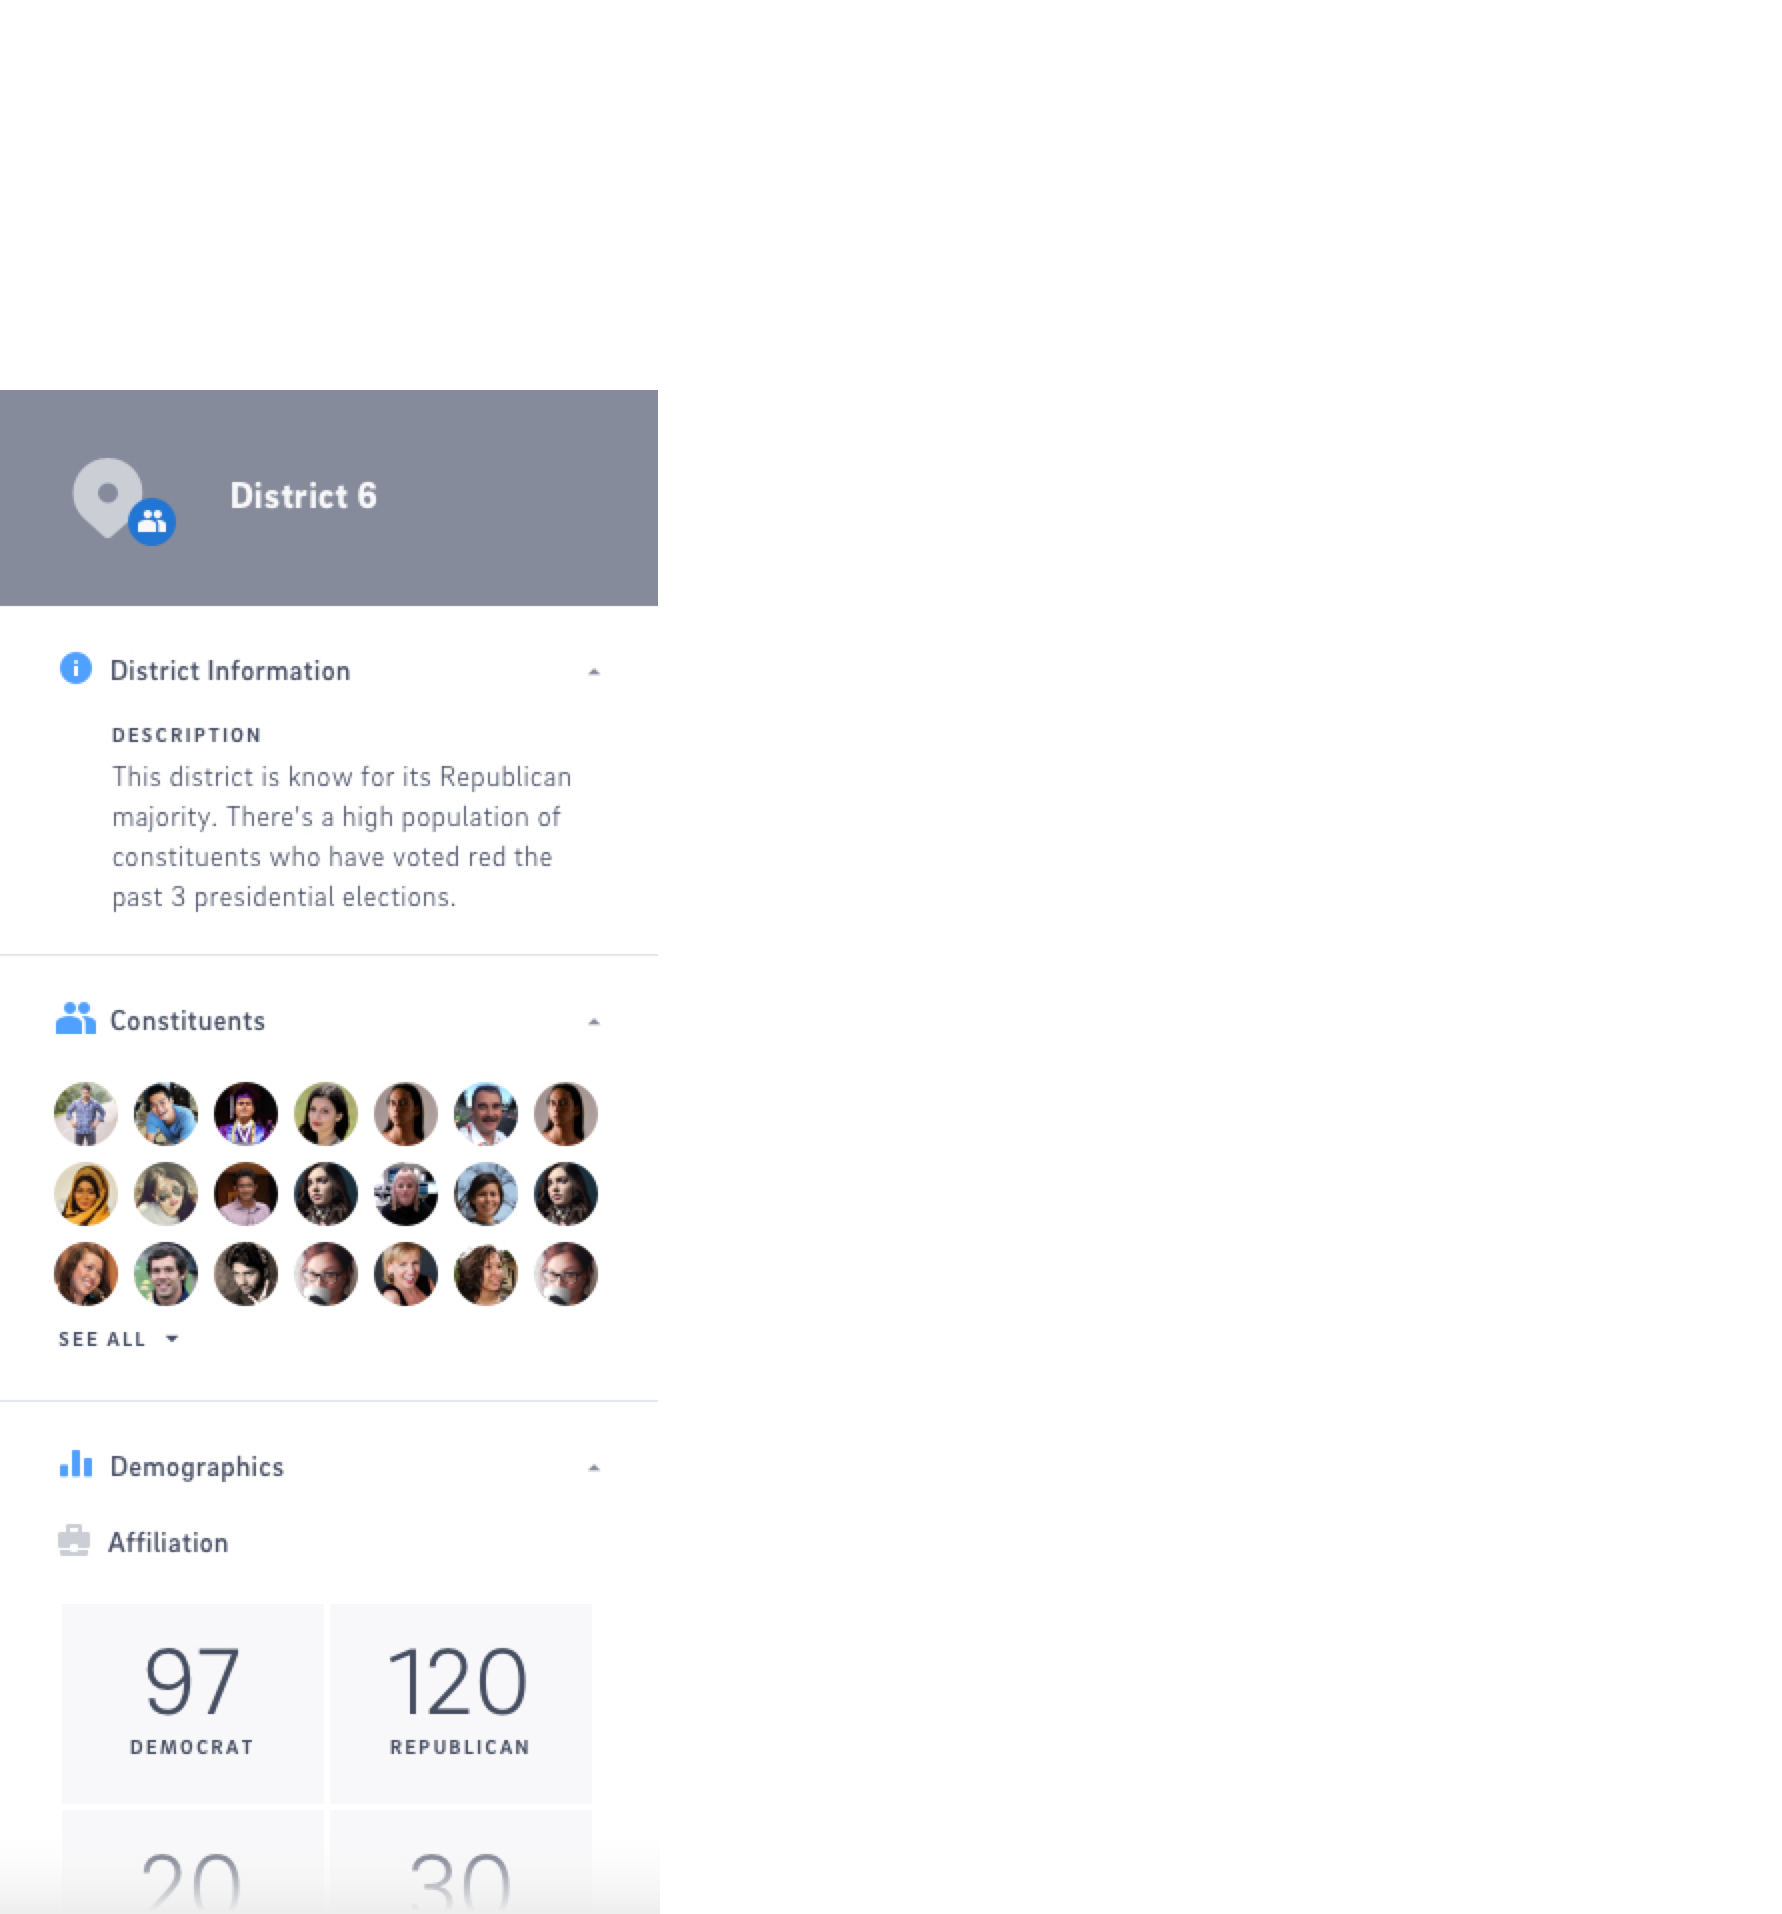 District 6
District Information
DESCRIPTION
This district is know for its Republican
majority. There's a high population of
constituents who have voted red the
past 3 presidential elections.
Constituents
SEE ALL
Demographics
Affiliation
97 120
DEMOCRAT REPUBLICAN
20 30